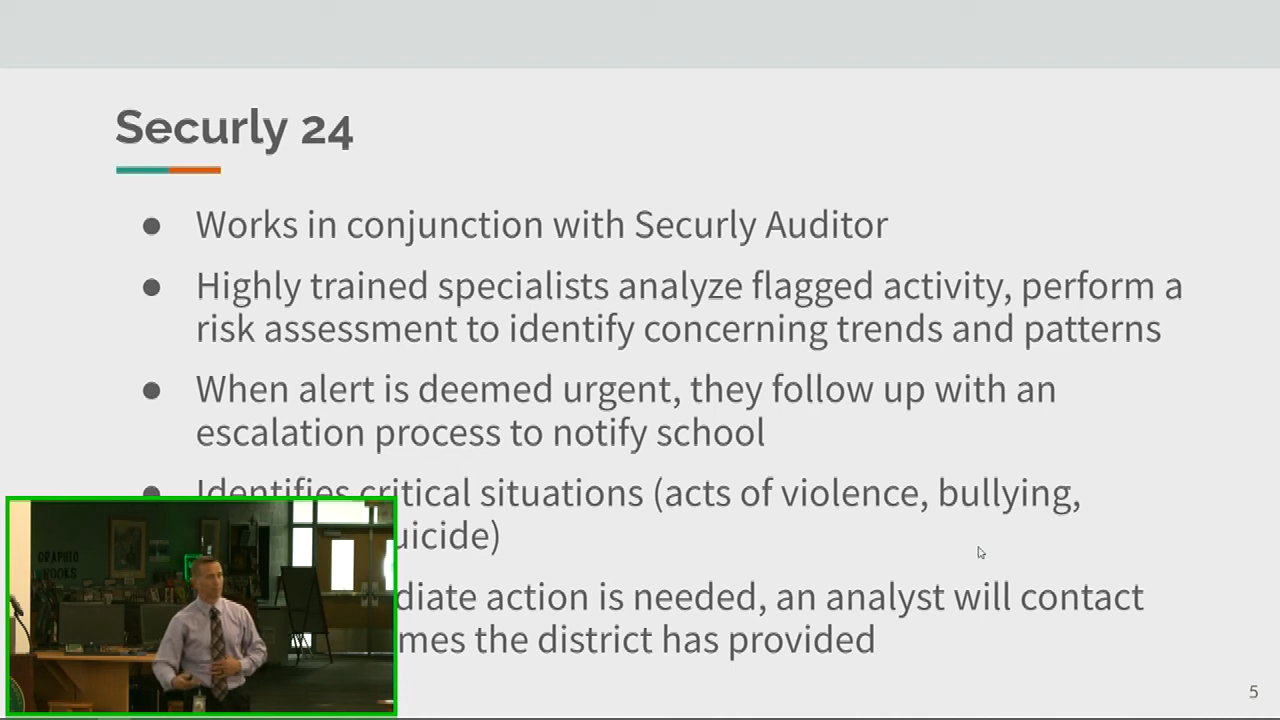 Securly 24
● Works in conjunction with Securly Auditor
● Highly trained specialists analyze flagged activity, perform a
risk assessment to identify concerning trends and patterns
● When alert is deemed urgent, they follow up with an
escalation process to notify school
● Identifies critical situations (acts of violence, bullying,
uicide)
diate action is needed, an analyst will contact
mes the district has provided
GRAPHIC
5